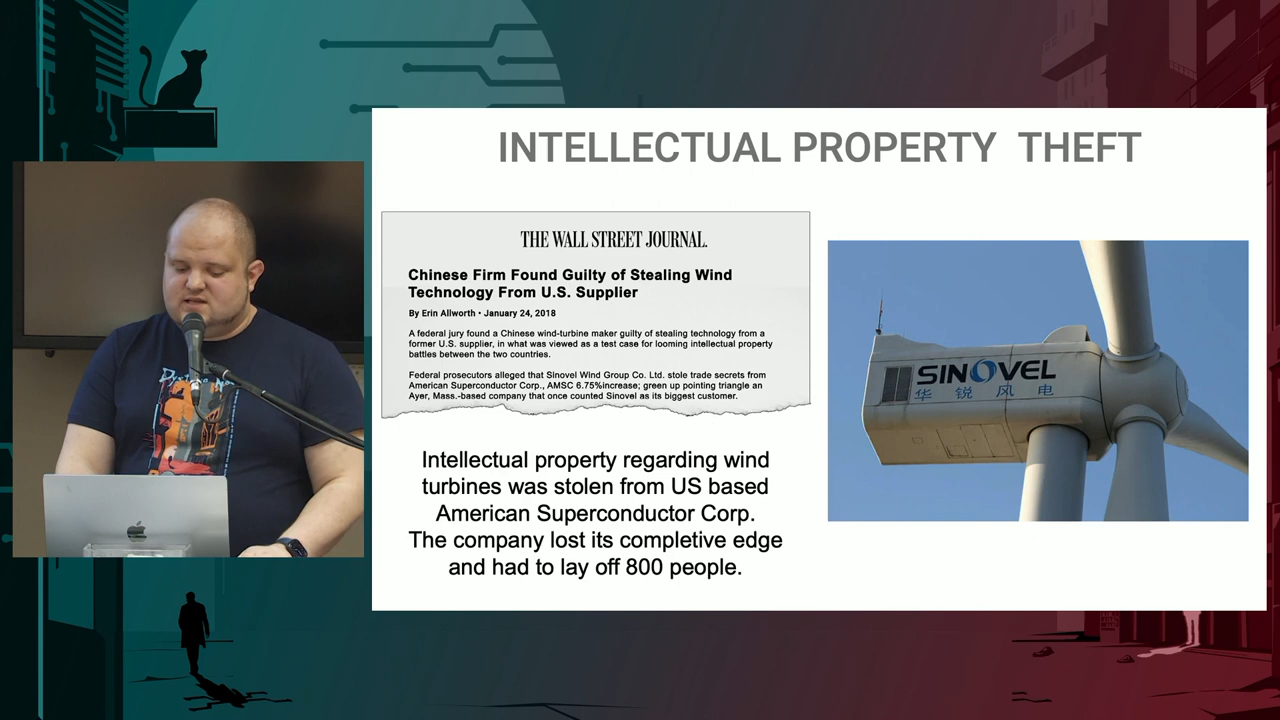 INTELLECTUAL PROPERTY THEFT
THE WALL STREET JOURNAL.
Chinese Firm Found Guilty of Stealing Wind
Technology From U.S. Supplier
By Erin Allworth • January 24, 2018
A federal jury found a Chinese wind-turbine maker guilty of stealing technology from a
former U.S. supplier, in what was viewed as a test case for looming intellectual property
battles between the two countries.
Federal prosecutors alleged that Sinovel Wind Group Co. Ltd. stole trade secrets from
American Superconductor Corp., AMSC 6.75%increase; green up pointing triangle an
Ayer, Mass.-based company that once counted Sinovel as its biggest customer.
Intellectual property regarding wind
turbines was stolen from US based
American Superconductor Corp.
The company lost its completive edge
and had to lay off 800 people.
SINOVEL
华锐风电